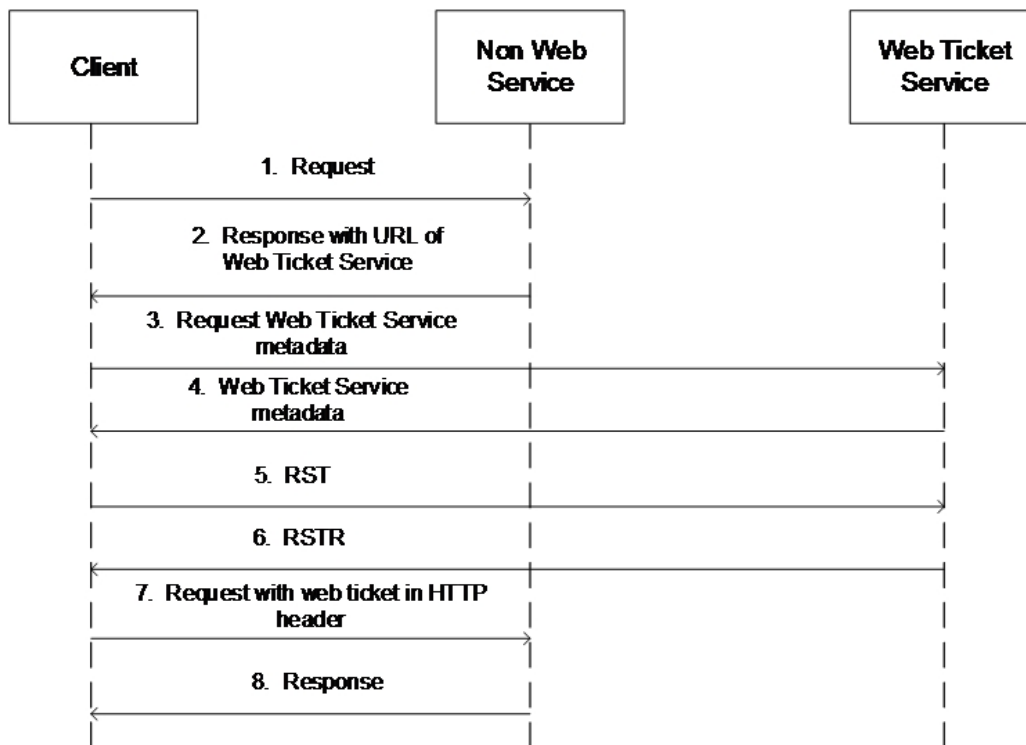 Client
Non Web
Service
Web Ticket
Service
1. Request
2. Response with URL of
Web Ticket Service
3. Request Web Ticket Service
metadata
4. Web Ticket Service
metadata
5. RST
6. RSTR
7. Request with web ticket in HTTP
header
8. Response